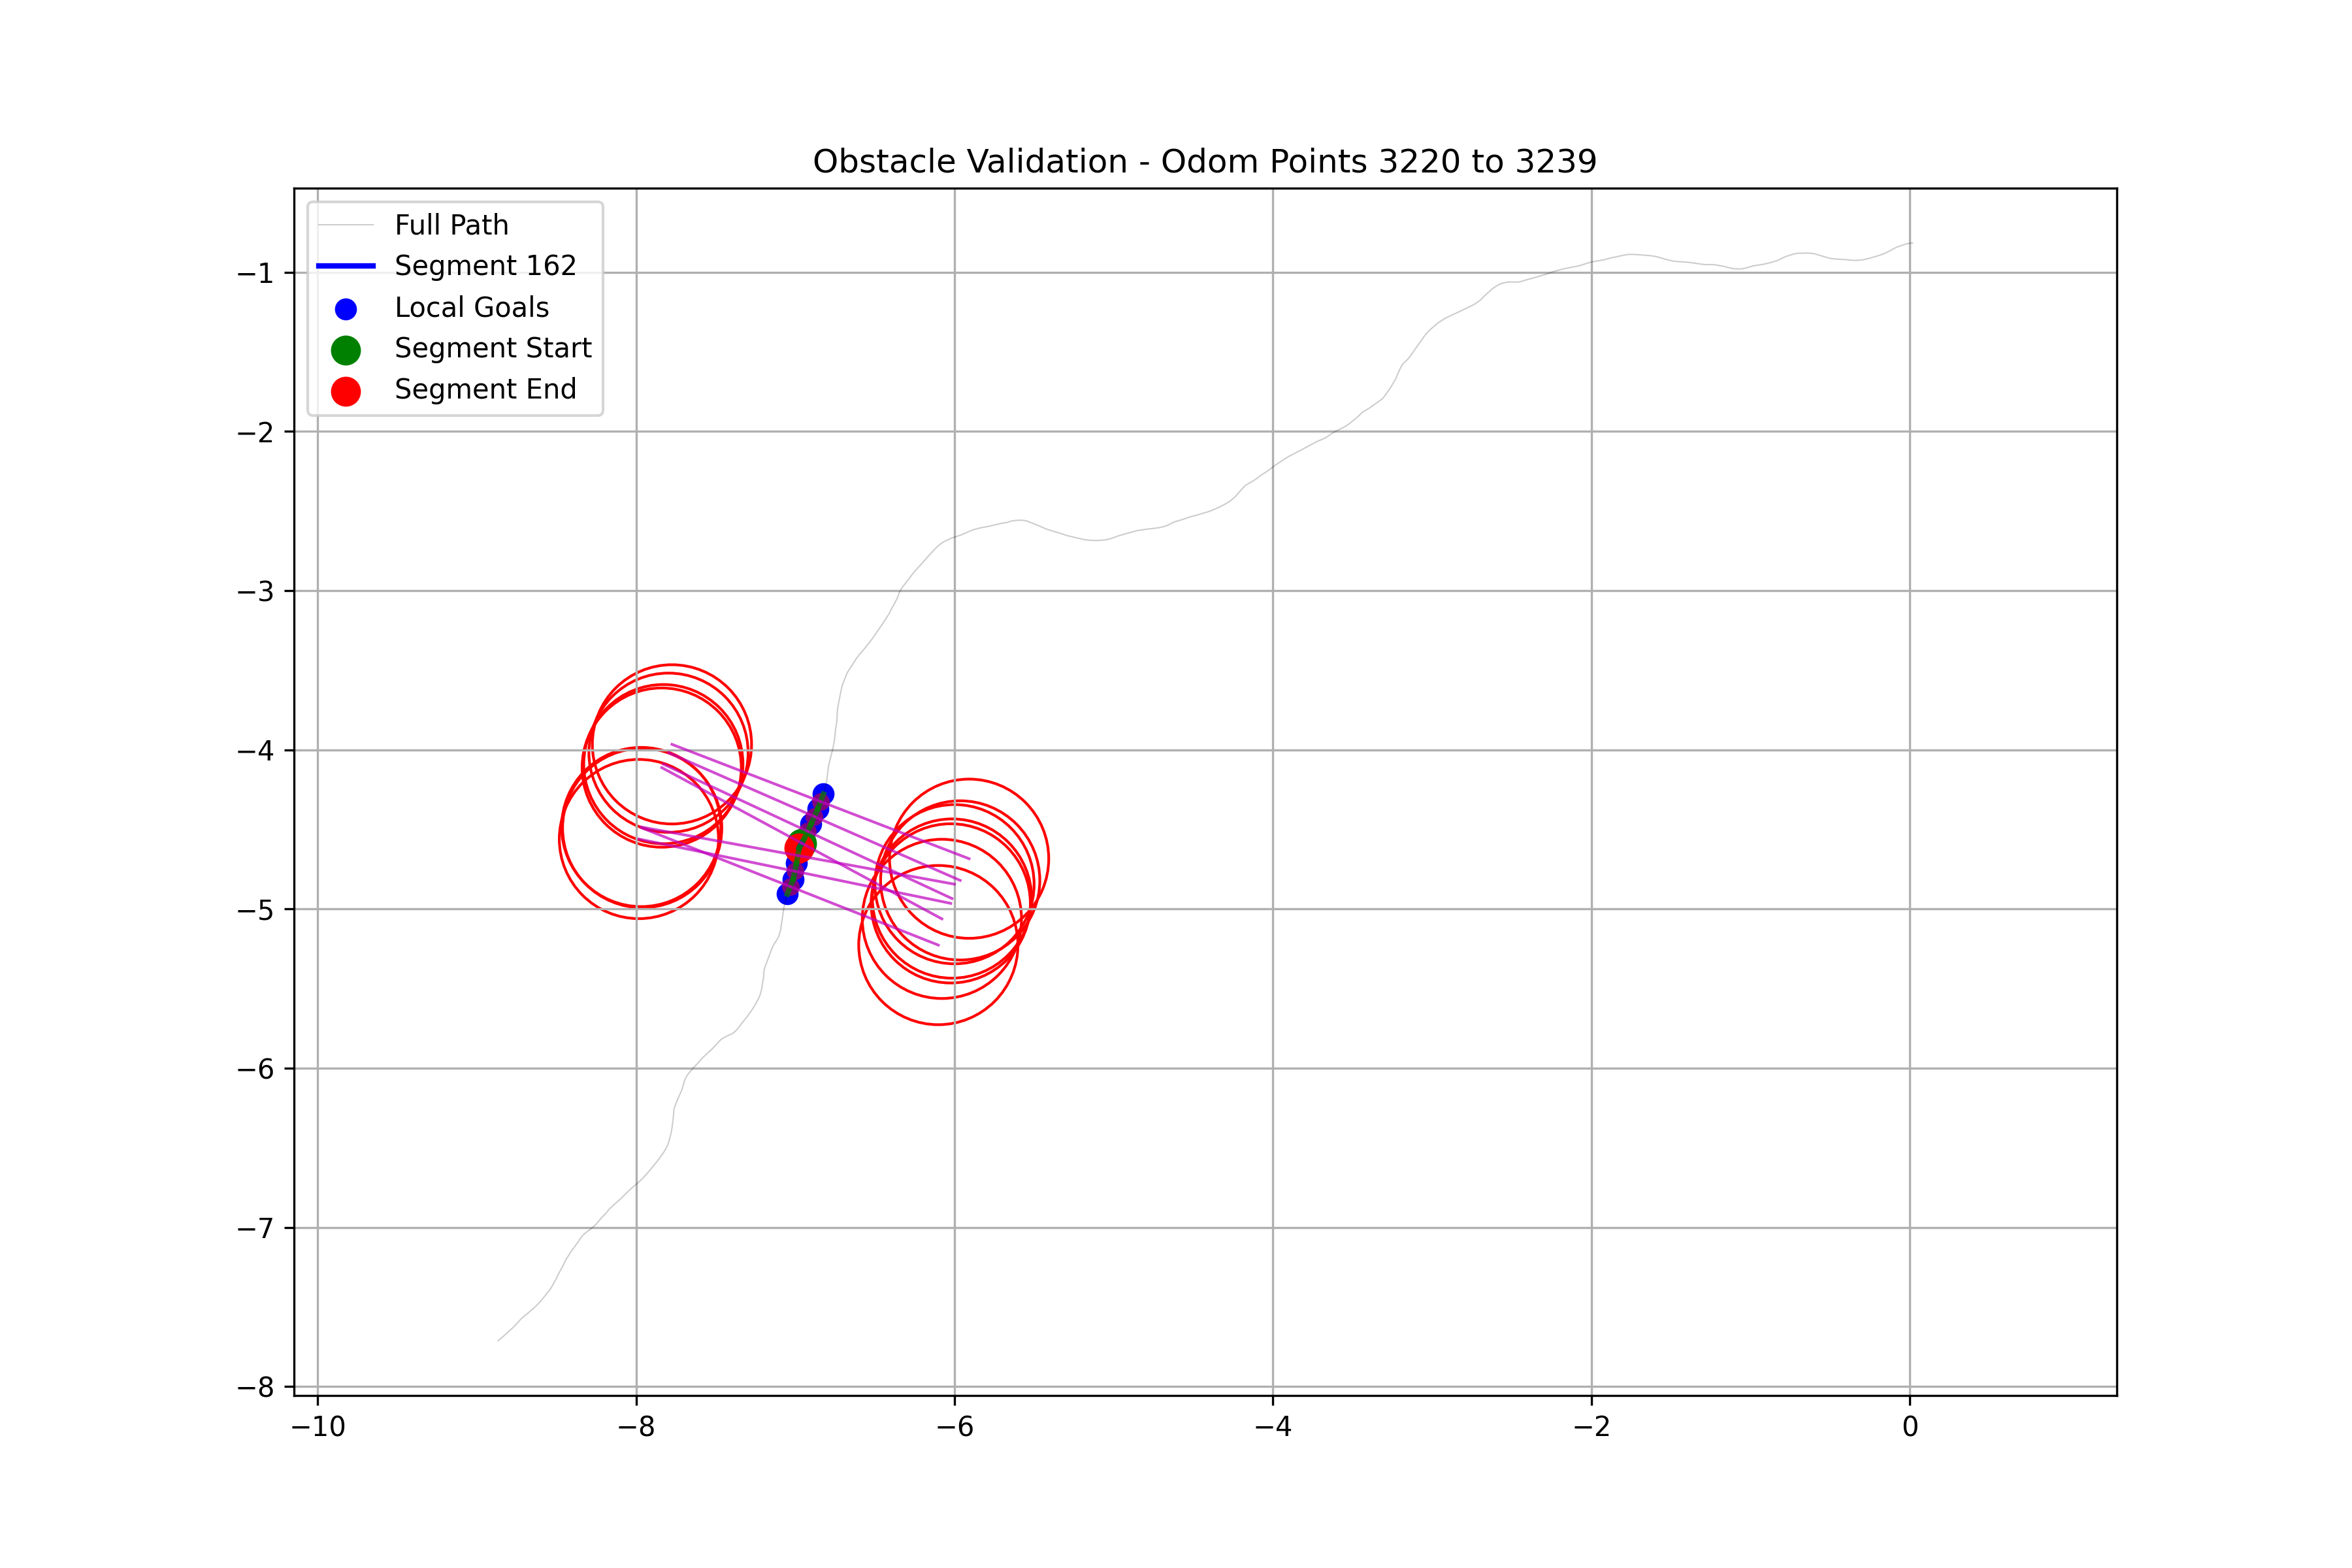 Obstacle Validation - Odom Points 3220 to 3239
Full Path
Segment 162
Local Goals
Segment Start
Segment End
−1
−2
−3
−4
−5
−6
−7
−8
−10
−8
−6
−4
−2
0